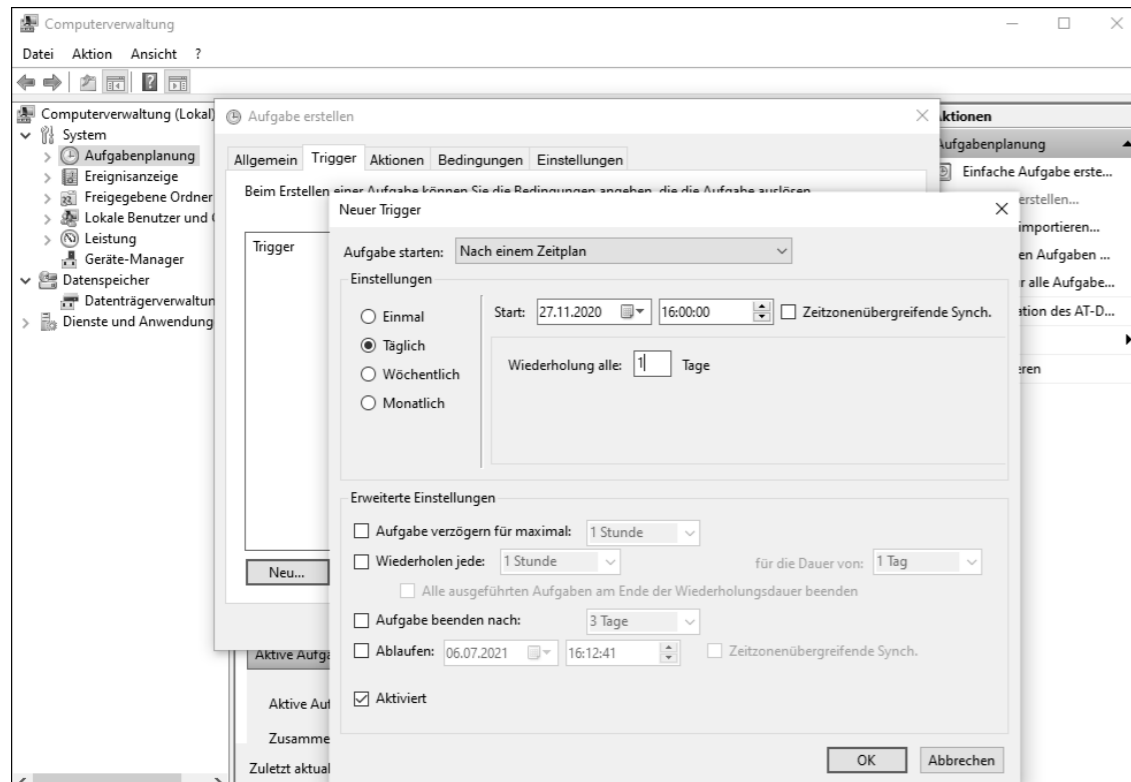 Computerverwaltung
Datei Aktion Ansicht ?
Computerverwaltung (Lokal)
System
Aufgabenplanung
Ereignisanzeige
Freigegebene Ordner
Lokale Benutzer und
Leistung
Geräte-Manager
Datenspeicher
Datenträgerverwaltun
Dienste und Anwendung
Aufgabe erstellen
Allgemein Trigger Aktionen Bedingungen Einstellungen
Beim Erstellen einer Aufgabe können Sie die Bedingungen angeben, die die Aufgabe auslösen
Trigger
Neu...
Neuer Trigger
Aufgabe starten: Nach einem Zeitplan
Einstellungen
Einmal
Täglich
Wöchentlich
Monatlich
Start: 27.11.2020 16:00:00 Zeitzonenübergreifende Synch.
Wiederholung alle: 1 Tage
Erweiterte Einstellungen
Aufgabe verzögern für maximal: 1 Stunde
Wiederholen jede: 1 Stunde für die Dauer von: 1 Tag
Alle ausgeführten Aufgaben am Ende der Wiederholungsdauer beenden
Aufgabe beenden nach: 3 Tage
Ablaufen: 06.07.2021 16:12:41 Zeitzonenübergreifende Synch.
Aktiviert
OK Abbrechen
Aktive Aufga
Aktive Auf
Zusamme
Zuletzt aktual
Aktionen
Aufgabenplanung
Einfache Aufgabe erste...
erstellen...
importieren...
en Aufgaben ...
r alle Aufgabe...
ation des AT-D...
eren